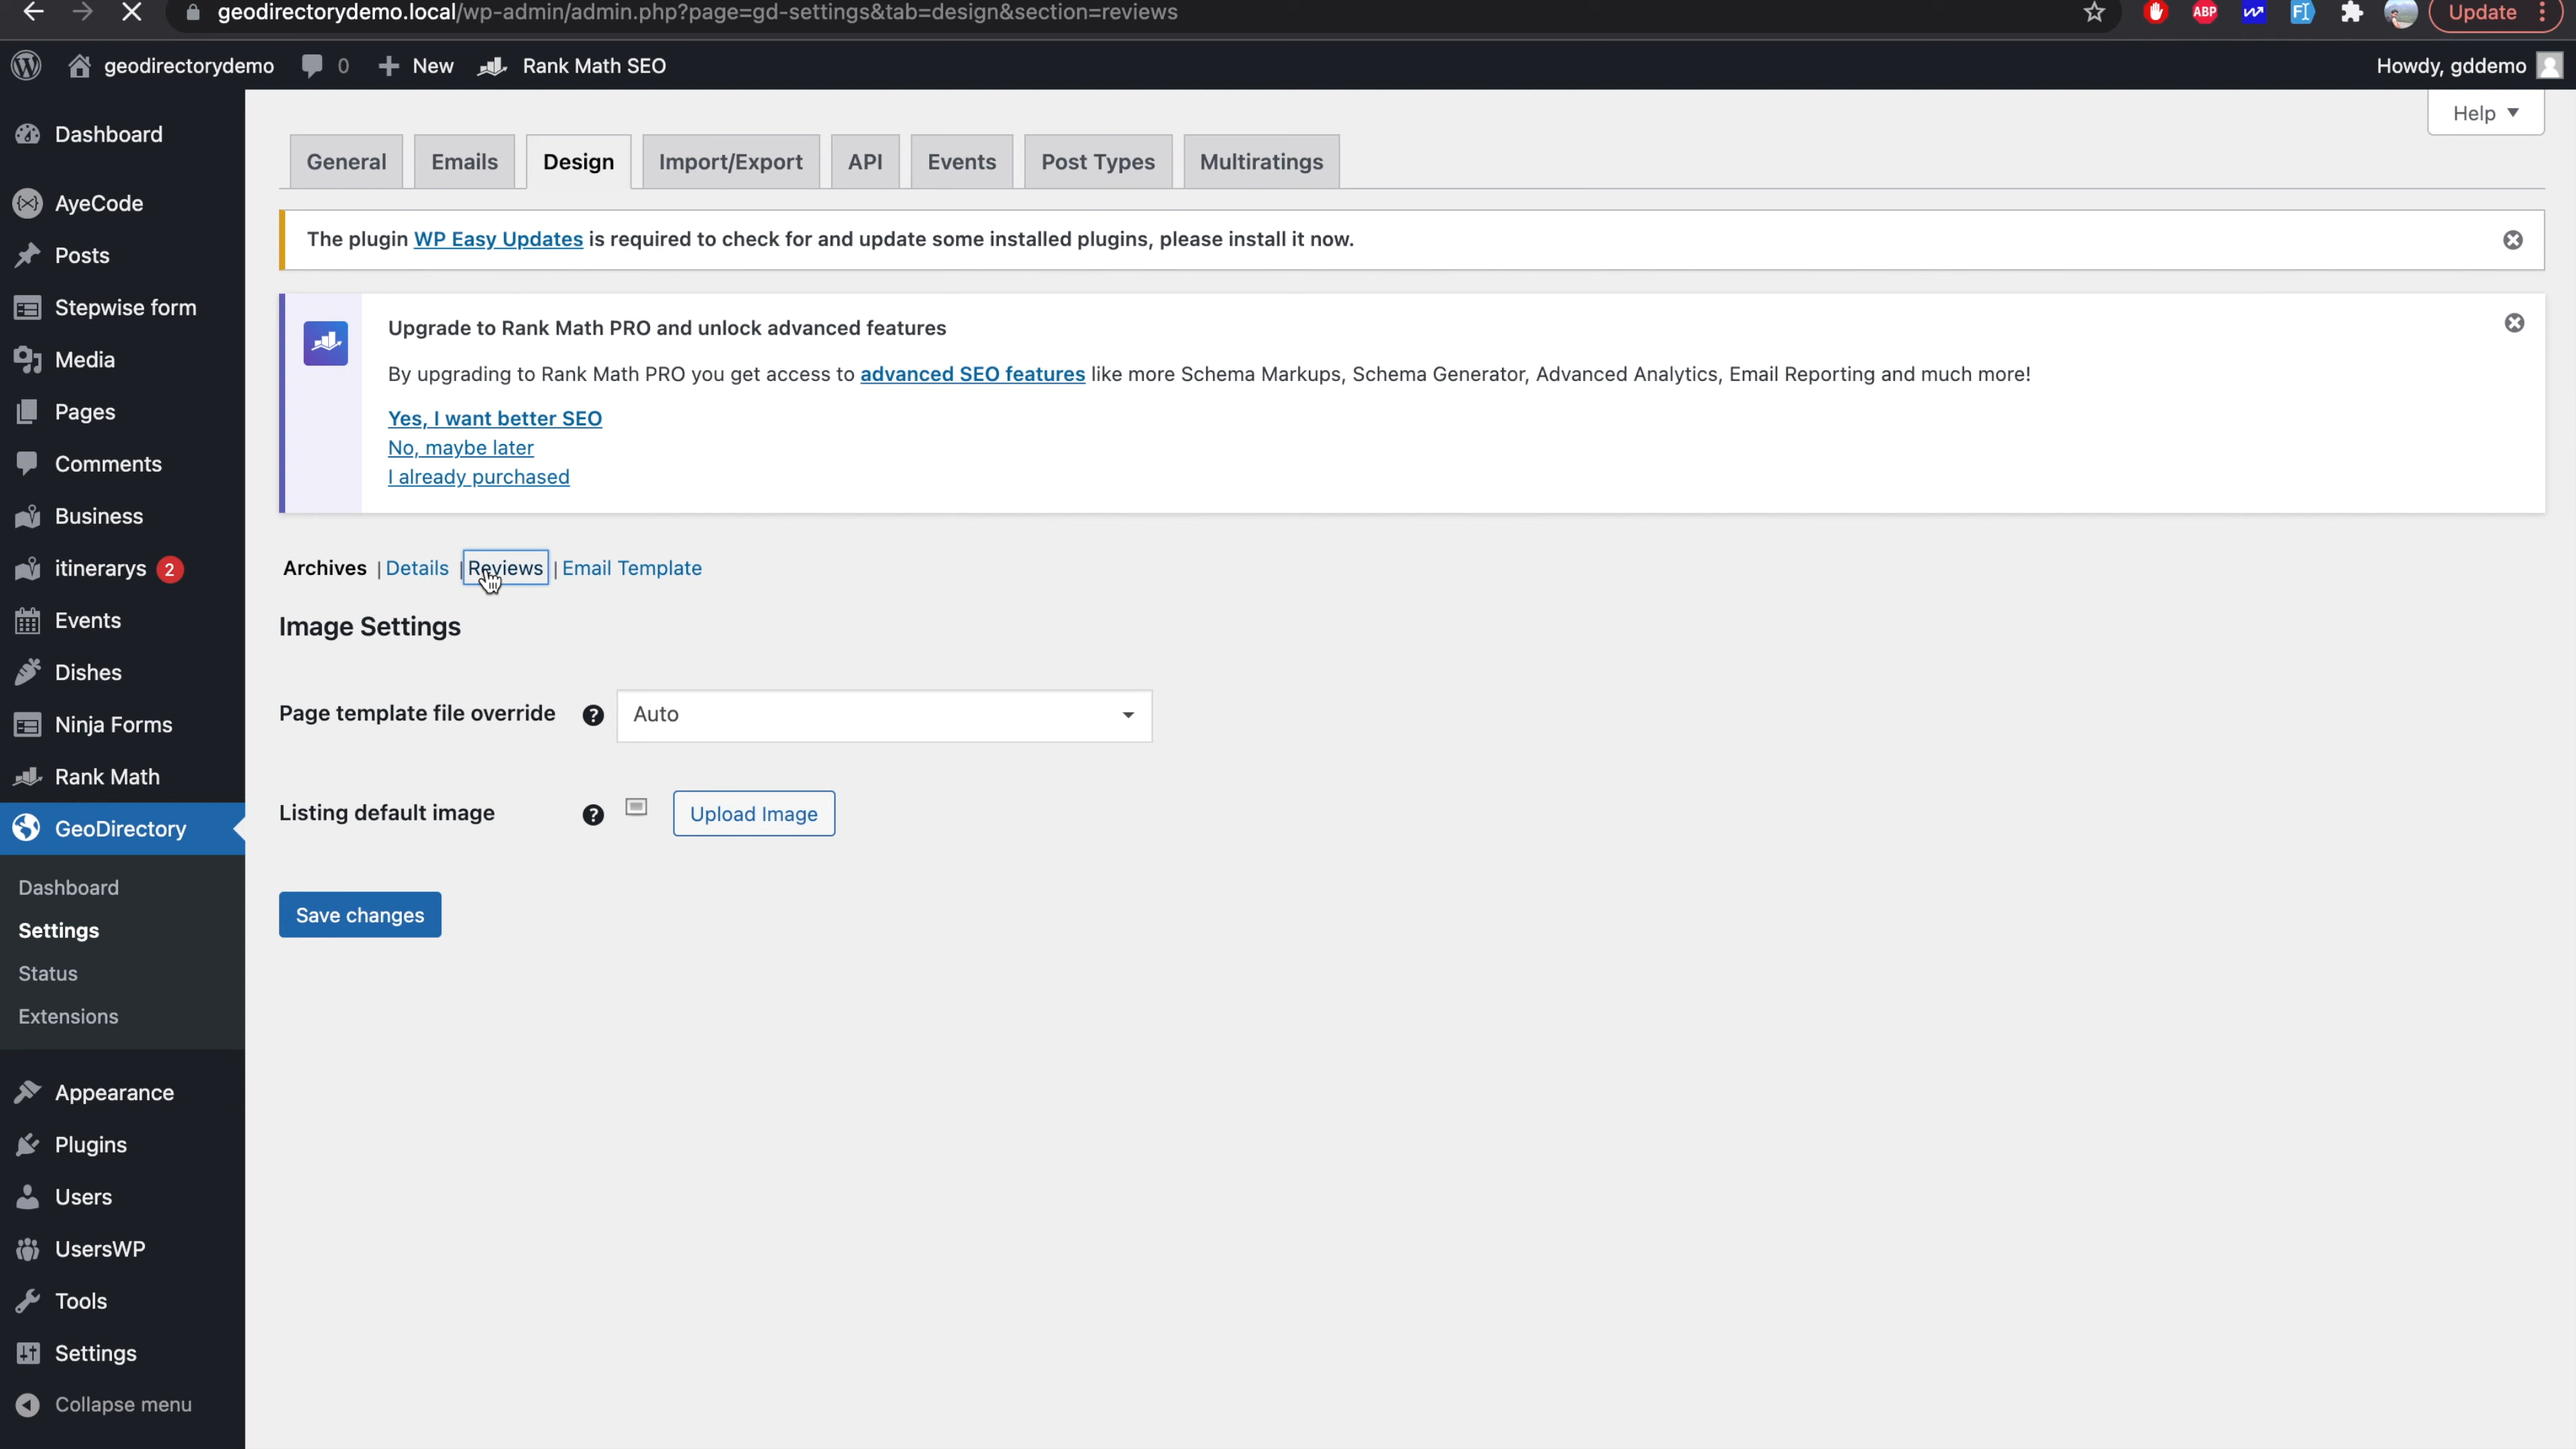 geodirectorydemo.local/wp-admin/admin.php?page=gd-settings&tab=design&section=reviews
ABP
Update
geodirectorydemo
0
New
Rank Math SEO
Howdy, gddemo
Help
General
Emails
Design
Import/Export
API
Events
Post Types
Multiratings
The plugin WP Easy Updates is required to check for and update some installed plugins, please install it now.
Upgrade to Rank Math PRO and unlock advanced features
By upgrading to Rank Math PRO you get access to advanced SEO features like more Schema Markups, Schema Generator, Advanced Analytics, Email Reporting and much more!
Yes, I want better SEO
No, maybe later
I already purchased
Archives | Details | Reviews | Email Template
Image Settings
Page template file override ? Auto
Listing default image ? Upload Image
Save changes
Dashboard
AyeCode
Posts
Stepwise form
Media
Pages
Comments
Business
itinerarys 2
Events
Dishes
Ninja Forms
Rank Math
GeoDirectory
Dashboard
Settings
Status
Extensions
Appearance
Plugins
Users
UsersWP
Tools
Settings
Collapse menu